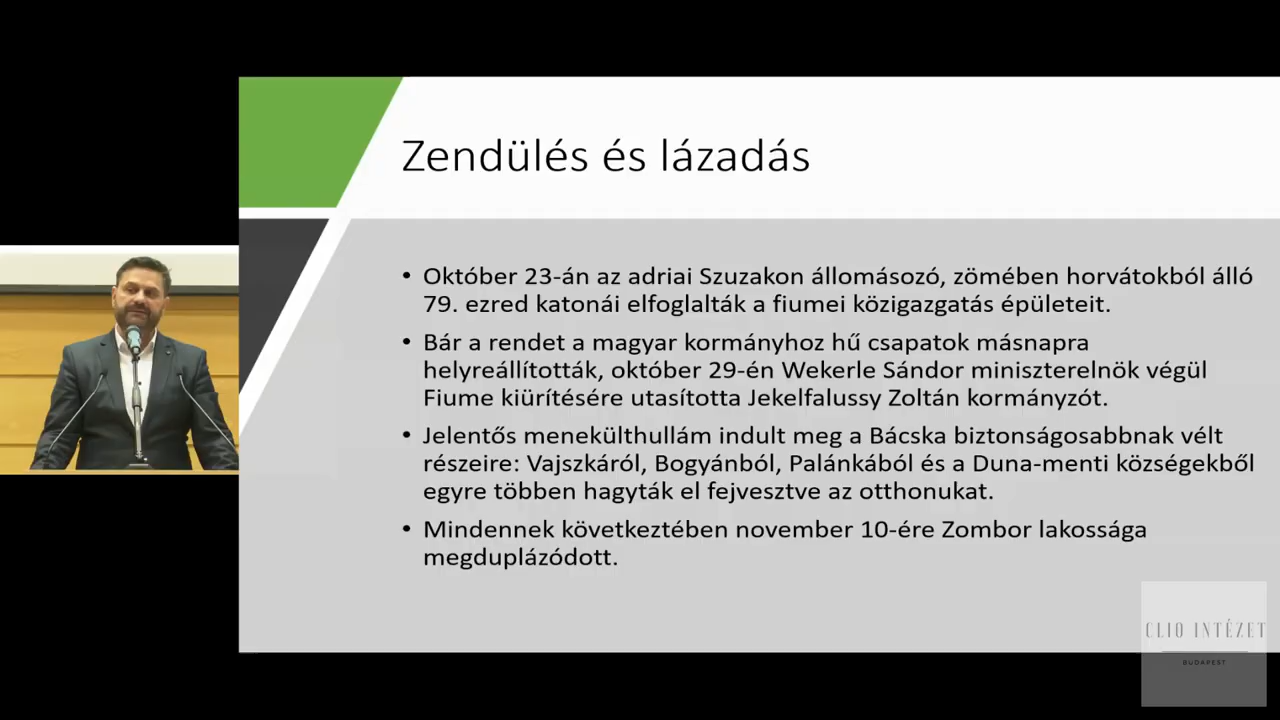 Zendülés és lázadás
• Október 23-án az adriai Szuzakon állomásozó, zömében horvátokból álló
79. ezred katonái elfoglalták a fiumei közigazgatás épületeit.
• Bár a rendet a magyar kormányhoz hű csapatok másnapra
helyreállították, október 29-én Wekerle Sándor miniszterelnök végül
Fiume kiürítésére utasította Jekelfalussy Zoltán kormányzót.
• Jelentős menekülthullám indult meg a Bácska biztonságosabbnak vélt
részeire: Vajszkáról, Bogyánból, Palánkából és a Duna-menti községekből
egyre többen hagyták el fejvesztve az otthonukat.
• Mindennek következtében november 10-ére Zombor lakossága
megduplázódott.
CLIO INTÉZET
BUDAPEST